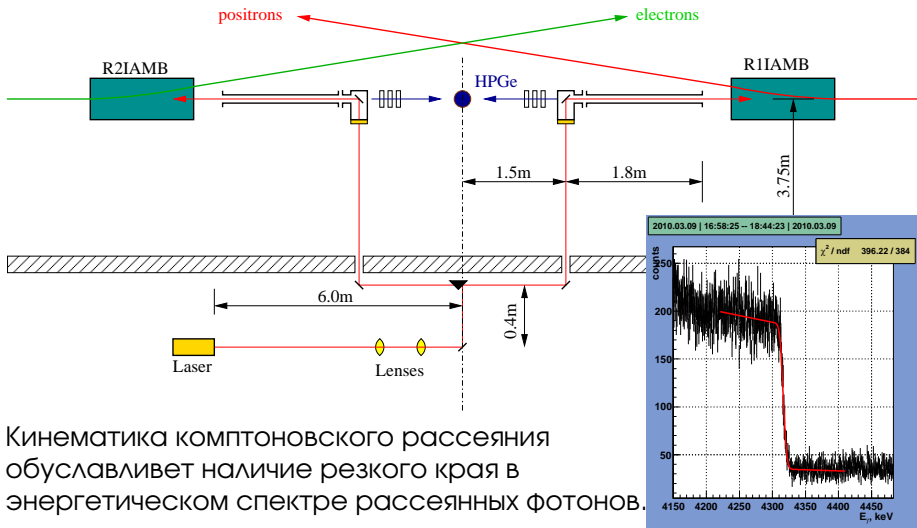 positrons
electrons
R2IAMB
HPGe
R1IAMB
1.5m
1.8m
3.75m
6.0m
0.4m
Laser
Lenses
2010.03.09 | 16:58:25 -- 18:44:23 | 2010.03.09
χ² / ndf 396.22 / 384
counts
250
200
150
100
50
4150 4200 4250 4300 4350 4400 4450
Eγ, keV
Кинематика комптоновского рассеяния
обуславливет наличие резкого края в
энергетическом спектре рассеянных фотонов.